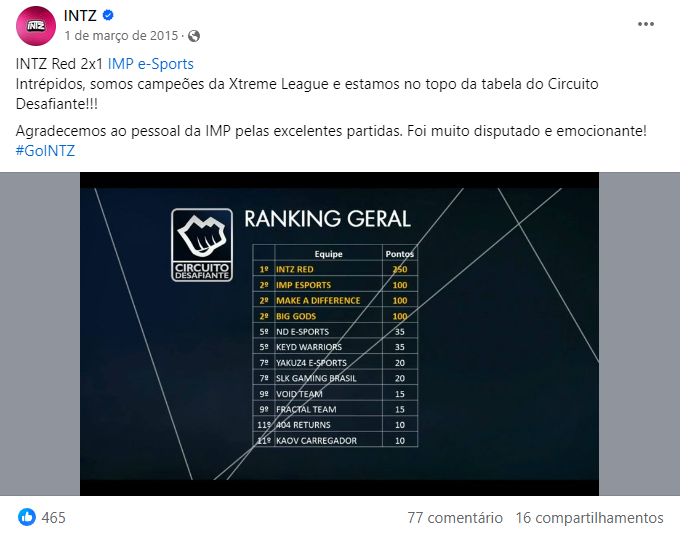 INTZ
1 de março de 2015 ·
INTZ Red 2x1 IMP e-Sports
Intrépidos, somos campeões da Xtreme League e estamos no topo da tabela do Circuito
Desafiante!!!
Agradecemos ao pessoal da IMP pelas excelentes partidas. Foi muito disputado e emocionante!
#GoINTZ
RANKING GERAL
CIRCUITO
DESAFIANTE
Equipe Pontos
1º INTZ RED 250
2º IMP ESPORTS 100
2º MAKE A DIFFERENCE 100
2º BIG GODS 100
5º ND E-SPORTS 35
5º KEYD WARRIORS 35
7º YAKUZ4 E-SPORTS 20
7º SLK GAMING BRASIL 20
9º VOID TEAM 15
9º FRACTAL TEAM 15
11º 404 RETURNS 10
11º KAOV CARREGADOR 10
465 77 comentário 16 compartilhamentos